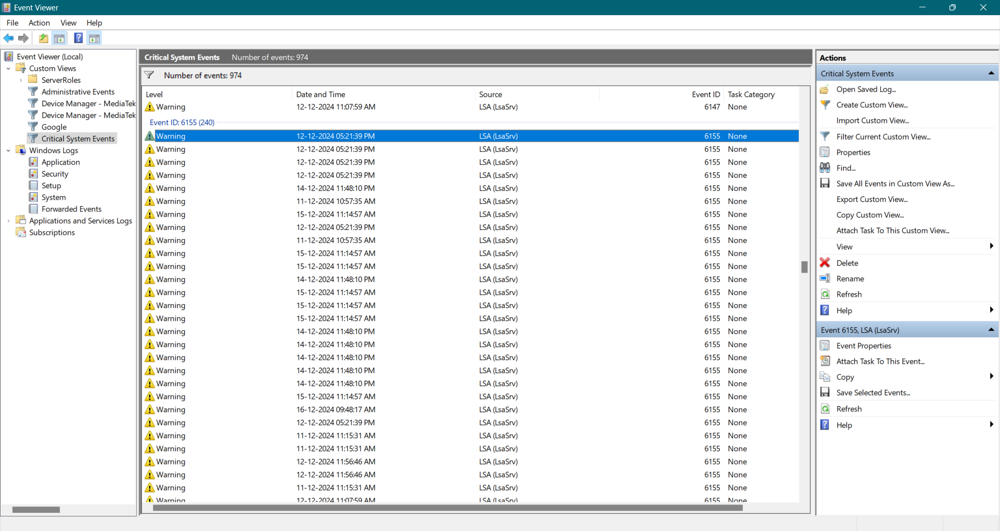 Event Viewer
File Action View Help
Event Viewer (Local)
Custom Views
ServerRoles
Administrative Events
Device Manager - MediaTek
Device Manager - MediaTek
Google
Critical System Events
Windows Logs
Application
Security
Setup
System
Forwarded Events
Applications and Services Logs
Subscriptions
Critical System Events Number of events: 974
Number of events: 974
Level Date and Time Source Event ID Task Category
Warning 12-12-2024 11:07:59 AM LSA (LsaSrv) 6147 None
Event ID: 6155 (240)
Warning 12-12-2024 05:21:39 PM LSA (LsaSrv) 6155 None
Warning 12-12-2024 05:21:39 PM LSA (LsaSrv) 6155 None
Warning 12-12-2024 05:21:39 PM LSA (LsaSrv) 6155 None
Warning 12-12-2024 05:21:39 PM LSA (LsaSrv) 6155 None
Warning 14-12-2024 11:48:10 PM LSA (LsaSrv) 6155 None
Warning 11-12-2024 10:57:35 AM LSA (LsaSrv) 6155 None
Warning 15-12-2024 11:14:57 AM LSA (LsaSrv) 6155 None
Warning 12-12-2024 05:21:39 PM LSA (LsaSrv) 6155 None
Warning 11-12-2024 10:57:35 AM LSA (LsaSrv) 6155 None
Warning 15-12-2024 11:14:57 AM LSA (LsaSrv) 6155 None
Warning 15-12-2024 11:14:57 AM LSA (LsaSrv) 6155 None
Warning 14-12-2024 11:48:10 PM LSA (LsaSrv) 6155 None
Warning 15-12-2024 11:14:57 AM LSA (LsaSrv) 6155 None
Warning 15-12-2024 11:14:57 AM LSA (LsaSrv) 6155 None
Warning 15-12-2024 11:14:57 AM LSA (LsaSrv) 6155 None
Warning 14-12-2024 11:48:10 PM LSA (LsaSrv) 6155 None
Warning 14-12-2024 11:48:10 PM LSA (LsaSrv) 6155 None
Warning 14-12-2024 11:48:10 PM LSA (LsaSrv) 6155 None
Warning 14-12-2024 11:48:10 PM LSA (LsaSrv) 6155 None
Warning 14-12-2024 11:48:10 PM LSA (LsaSrv) 6155 None
Warning 15-12-2024 11:14:57 AM LSA (LsaSrv) 6155 None
Warning 16-12-2024 09:48:17 AM LSA (LsaSrv) 6155 None
Warning 12-12-2024 05:21:39 PM LSA (LsaSrv) 6155 None
Warning 11-12-2024 11:15:31 AM LSA (LsaSrv) 6155 None
Warning 11-12-2024 11:15:31 AM LSA (LsaSrv) 6155 None
Warning 12-12-2024 11:56:46 AM LSA (LsaSrv) 6155 None
Warning 12-12-2024 11:56:46 AM LSA (LsaSrv) 6155 None
Warning 11-12-2024 11:15:31 AM LSA (LsaSrv) 6155 None
Warning 12-12-2024 11:07:59 AM LSA (LsaSrv) 6155 None
Actions
Critical System Events
Open Saved Log...
Create Custom View...
Import Custom View...
Filter Current Custom View...
Properties
Find...
Save All Events in Custom View As...
Export Custom View...
Copy Custom View...
Attach Task To This Custom View...
View
Delete
Rename
Refresh
Help
Event 6155, LSA (LsaSrv)
Event Properties
Attach Task To This Event...
Copy
Save Selected Events...
Refresh
Help